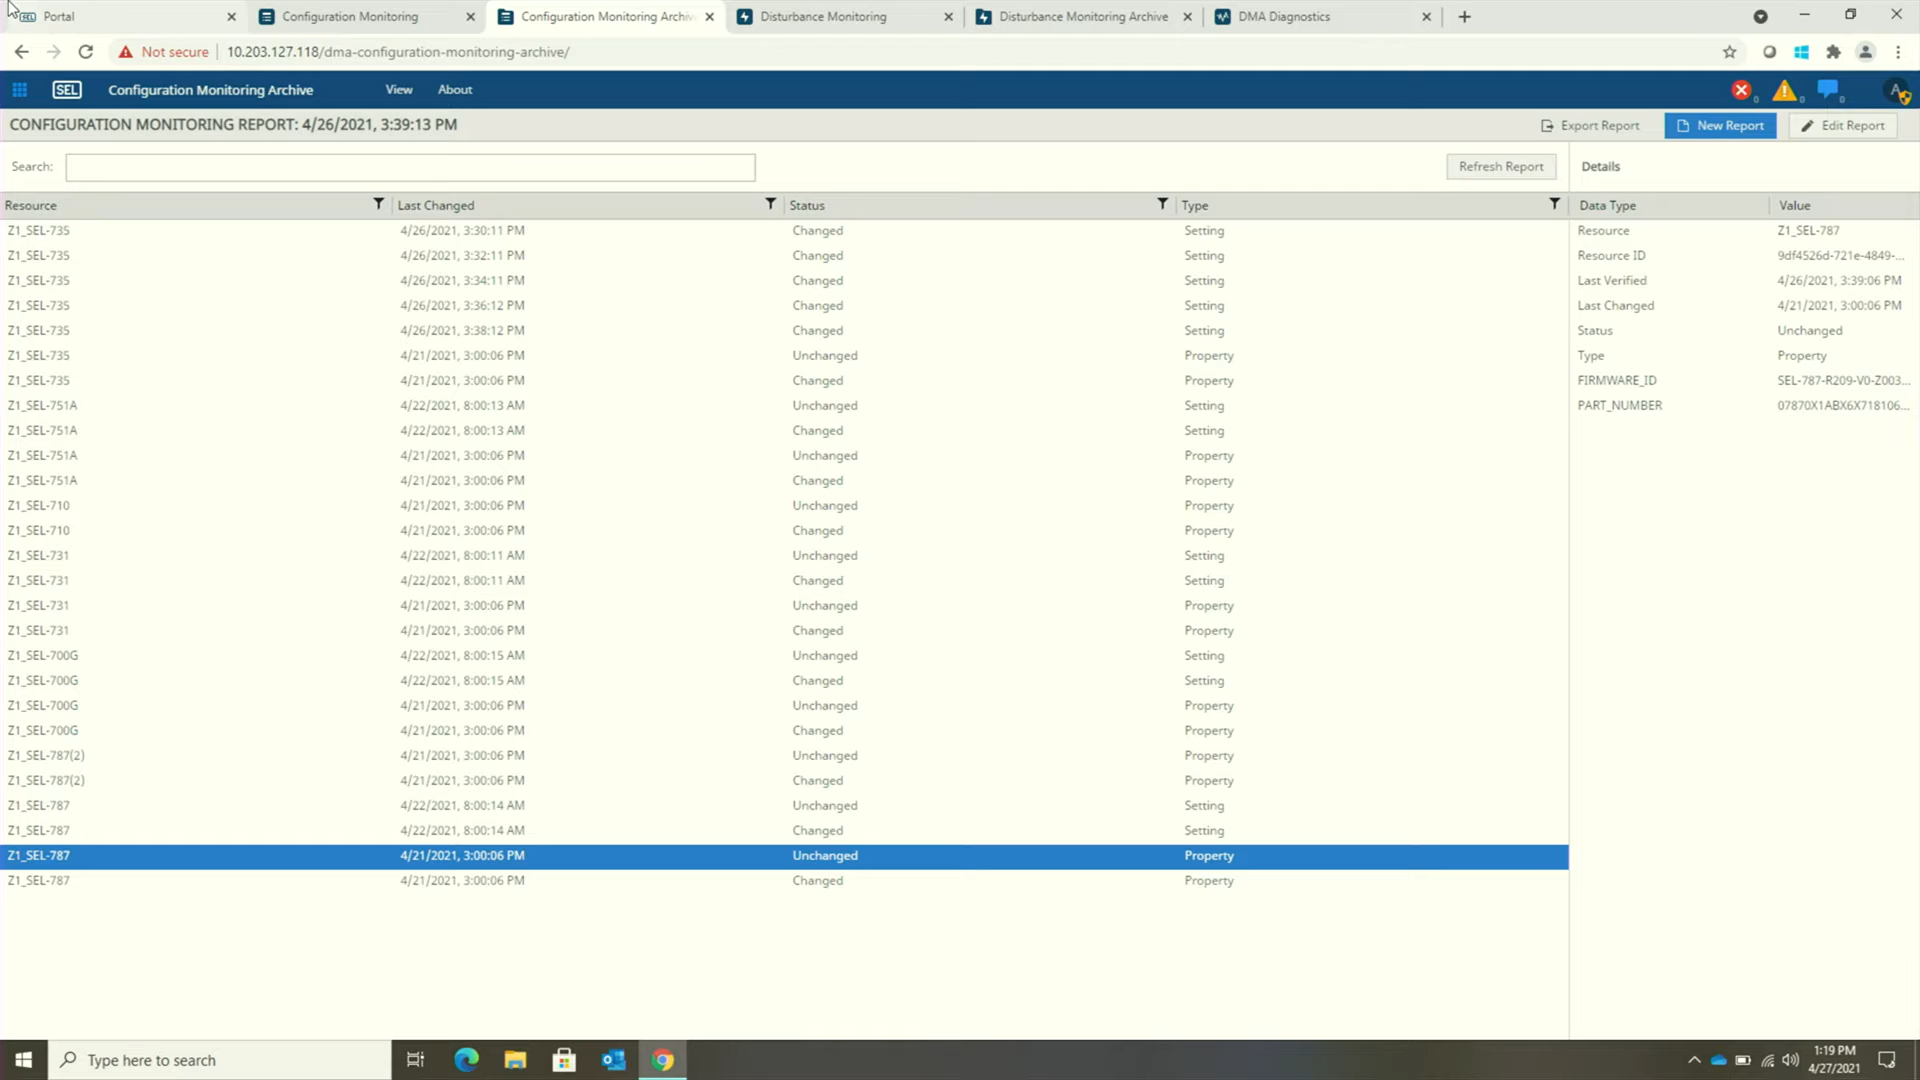 SEL Portal
Configuration Monitoring
Configuration Monitoring Archiv
Disturbance Monitoring
Disturbance Monitoring Archive
DMA Diagnostics
Not secure
10.203.127.118/dma-configuration-monitoring-archive/
SEL Configuration Monitoring Archive View About
0 0 0 A
CONFIGURATION MONITORING REPORT: 4/26/2021, 3:39:13 PM
Export Report New Report Edit Report
Search: Refresh Report Details
Resource Last Changed Status Type Data Type Value
Z1_SEL-735 4/26/2021, 3:30:11 PM Changed Setting Resource Z1_SEL-787
Z1_SEL-735 4/26/2021, 3:32:11 PM Changed Setting Resource ID 9df4526d-721e-4849-...
Z1_SEL-735 4/26/2021, 3:34:11 PM Changed Setting Last Verified 4/26/2021, 3:39:06 PM
Z1_SEL-735 4/26/2021, 3:36:12 PM Changed Setting Last Changed 4/21/2021, 3:00:06 PM
Z1_SEL-735 4/26/2021, 3:38:12 PM Changed Setting Status Unchanged
Z1_SEL-735 4/21/2021, 3:00:06 PM Unchanged Property Type Property
Z1_SEL-735 4/21/2021, 3:00:06 PM Changed Property FIRMWARE_ID SEL-787-R209-V0-Z003...
Z1_SEL-751A 4/22/2021, 8:00:13 AM Unchanged Setting PART_NUMBER 07870X1ABX6X718106...
Z1_SEL-751A 4/22/2021, 8:00:13 AM Changed Setting
Z1_SEL-751A 4/21/2021, 3:00:06 PM Unchanged Property
Z1_SEL-751A 4/21/2021, 3:00:06 PM Changed Property
Z1_SEL-710 4/21/2021, 3:00:06 PM Unchanged Property
Z1_SEL-710 4/21/2021, 3:00:06 PM Changed Property
Z1_SEL-731 4/22/2021, 8:00:11 AM Unchanged Setting
Z1_SEL-731 4/22/2021, 8:00:11 AM Changed Setting
Z1_SEL-731 4/21/2021, 3:00:06 PM Unchanged Property
Z1_SEL-731 4/21/2021, 3:00:06 PM Changed Property
Z1_SEL-700G 4/22/2021, 8:00:15 AM Unchanged Setting
Z1_SEL-700G 4/22/2021, 8:00:15 AM Changed Setting
Z1_SEL-700G 4/21/2021, 3:00:06 PM Unchanged Property
Z1_SEL-700G 4/21/2021, 3:00:06 PM Changed Property
Z1_SEL-787(2) 4/21/2021, 3:00:06 PM Unchanged Property
Z1_SEL-787(2) 4/21/2021, 3:00:06 PM Changed Property
Z1_SEL-787 4/22/2021, 8:00:14 AM Unchanged Setting
Z1_SEL-787 4/22/2021, 8:00:14 AM Changed Setting
Z1_SEL-787 4/21/2021, 3:00:06 PM Unchanged Property
Z1_SEL-787 4/21/2021, 3:00:06 PM Changed Property
Type here to search
1:19 PM
4/27/2021